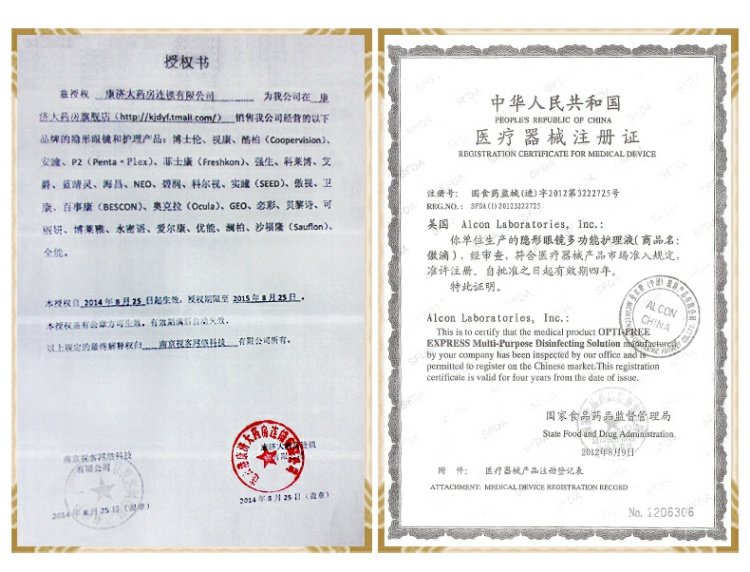 授权书
兹授权 康济大药房连锁有限公司 为我公司在 康
济大药房旗舰店（http://kjdyf.tmall.com/） 销售我公司经营的以下
品牌的隐形眼镜和护理产品：博士伦、视康、酷柏（Coopervision）、
安瞳、P2（Penta·Plex）、菲士康（Freshkon）、强生、科莱博、艾
爵、蓝睛灵、海昌、NEO、碧润、科尔视、实瞳（SEED）、傲视、卫
康、百事康（BESCON）、奥克拉（Ocula）、GEO、恋彩、贝黎诗、可
丽妍、博莱雅、水密语、爱尔康、优能、澜柏、沙福隆（Sauflon）、
全能。
本授权自 2014 年 8 月 25 日起生效，授权期限至 2015 年 8 月 25 日 。
本授权盖有公章方可生效，有效期满后自动失效。
以上规定的最终解释权归 南京视客网络科技 有限公司所有。
南京视客网络科技
有限公司
2014 年 8 月 25 日（盖章）
2014 年 8 月 25 日（盖章）
中华人民共和国
PEOPLE'S REPUBLIC OF CHINA
医疗器械注册证
REGISTRATION CERTIFICATE FOR MEDICAL DEVICE
注册号： 国食药监械(进)字2012第3222725号
REG.NO.: SFDA(I)20123222725
美国 Alcon Laboratories, Inc.:
你单位生产的隐形眼镜多功能护理液(商品名:
傲滴)，经审查，符合医疗器械产品市场准入规定，
准许注册。自批准之日起有效期四年。
特此证明。
Alcon Laboratories, Inc.:
This is to certify that the medical product OPTI-FREE
EXPRESS Multi-Purpose Disinfecting Solution manufactured
by your company has been inspected by our office and is
permitted to register on the Chinese market.This registration
certificate is valid for four years from the date of issue.
ALCON
CHINA
国家食品药品监督管理局
State Food and Drug Administration
2012年8月9日
附 件： 医疗器械产品注册登记表
ATTACHMENT: MEDICAL DEVICE REGISTRATION RECORD
No. 1206306